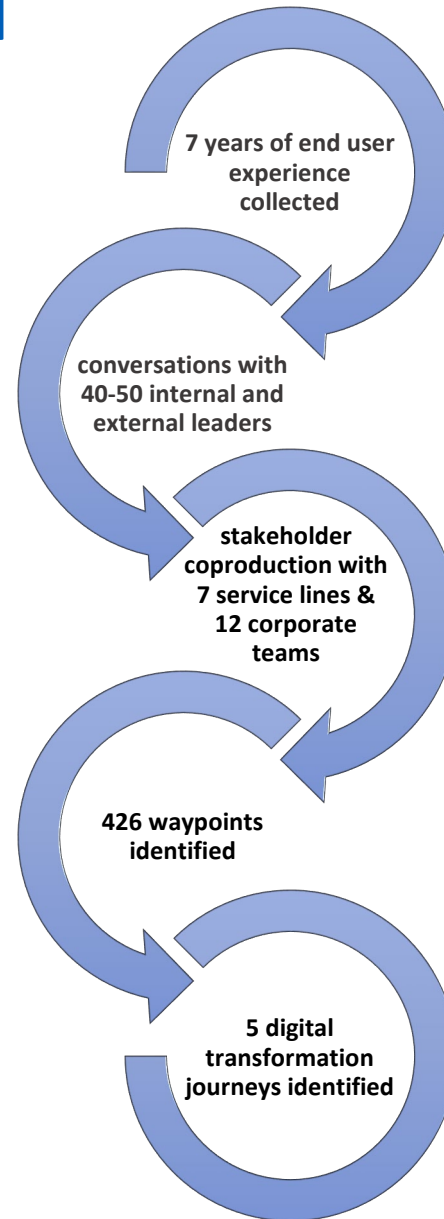 7 years of end user
experience
collected
conversations with
40-50 internal and
external leaders
stakeholder
coproduction with
7 service lines &
12 corporate
teams
426 waypoints
identified
5 digital
transformation
journeys identified